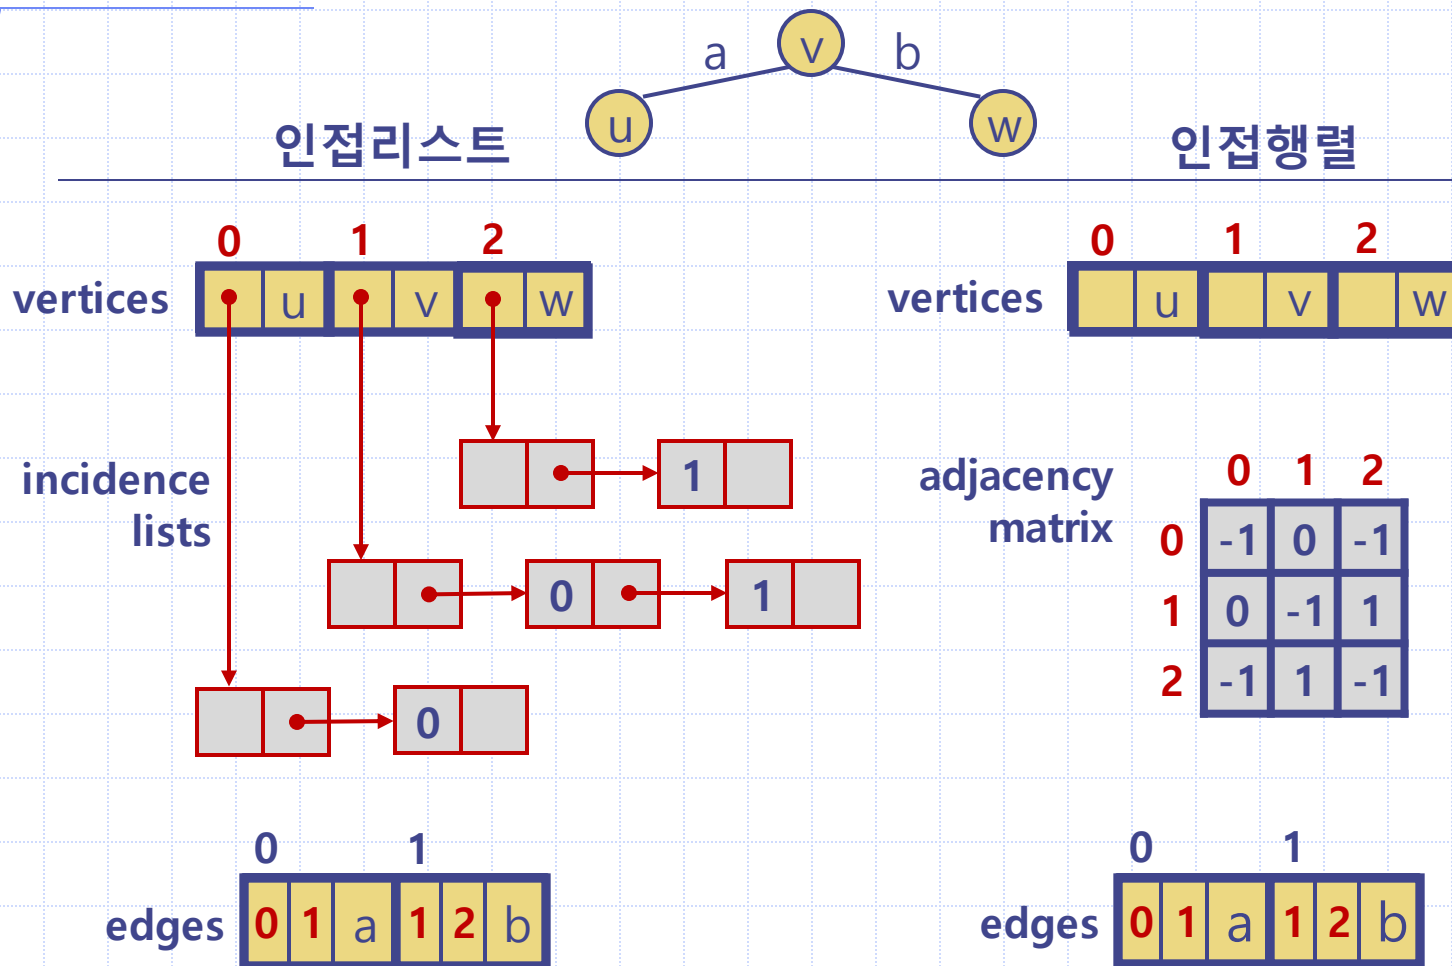 v
a b
u w
인접리스트 인접행렬
0 1 2
vertices u v w
0 1 2
vertices u v w
incidence
lists
1
0 1
0
adjacency
matrix
0 1 2
0 -1 0 -1
1 0 -1 1
2 -1 1 -1
0 1
edges 0 1 a 1 2 b
0 1
edges 0 1 a 1 2 b